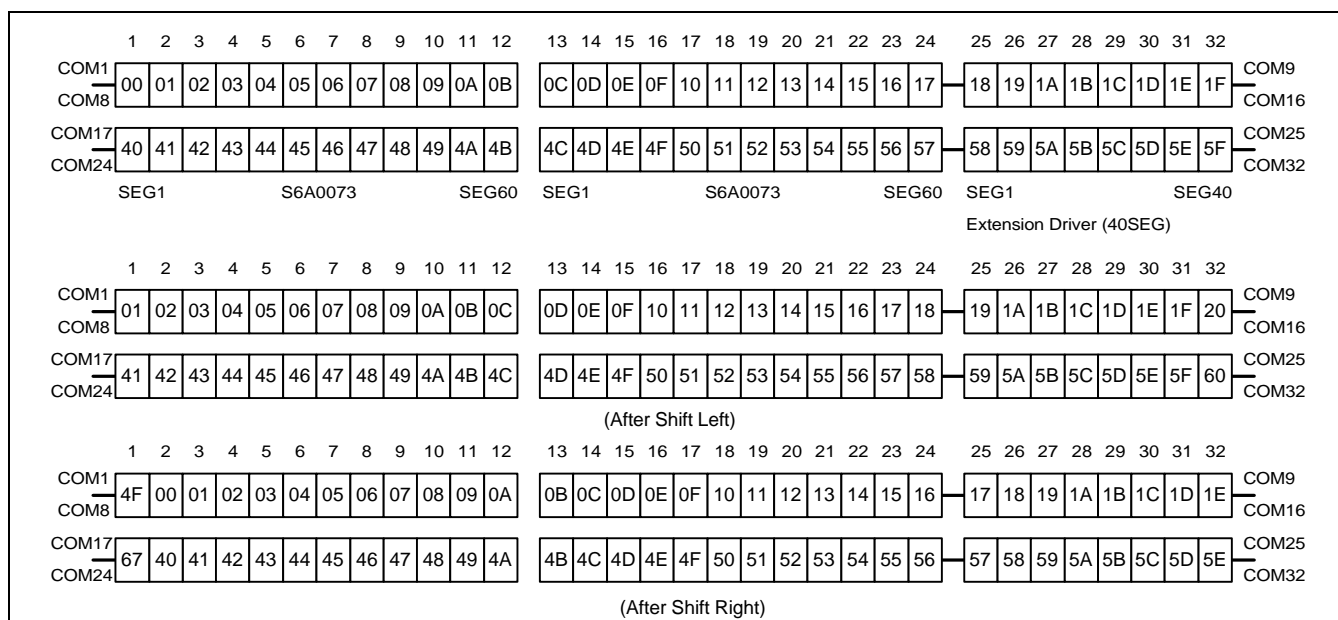 1 2 3 4 5 6 7 8 9 10 11 12 13 14 15 16 17 18 19 20 21 22 23 24 25 26 27 28 29 30 31 32
COM1 COM9
00 01 02 03 04 05 06 07 08 09 0A 0B 0C 0D 0E 0F 10 11 12 13 14 15 16 17 18 19 1A 1B 1C 1D 1E 1F
COM8 COM16
COM17 COM25
40 41 42 43 44 45 46 47 48 49 4A 4B 4C 4D 4E 4F 50 51 52 53 54 55 56 57 58 59 5A 5B 5C 5D 5E 5F
COM24 COM32
SEG1 S6A0073 SEG60 SEG1 S6A0073 SEG60 SEG1 SEG40
Extension Driver (40SEG)
1 2 3 4 5 6 7 8 9 10 11 12 13 14 15 16 17 18 19 20 21 22 23 24 25 26 27 28 29 30 31 32
COM1 COM9
01 02 03 04 05 06 07 08 09 0A 0B 0C 0D 0E 0F 10 11 12 13 14 15 16 17 18 19 1A 1B 1C 1D 1E 1F 20
COM8 COM16
COM17 COM25
41 42 43 44 45 46 47 48 49 4A 4B 4C 4D 4E 4F 50 51 52 53 54 55 56 57 58 59 5A 5B 5C 5D 5E 5F 60
COM24 COM32
(After Shift Left)
1 2 3 4 5 6 7 8 9 10 11 12 13 14 15 16 17 18 19 20 21 22 23 24 25 26 27 28 29 30 31 32
COM1 COM9
4F 00 01 02 03 04 05 06 07 08 09 0A 0B 0C 0D 0E 0F 10 11 12 13 14 15 16 17 18 19 1A 1B 1C 1D 1E
COM8 COM16
COM17 COM25
67 40 41 42 43 44 45 46 47 48 49 4A 4B 4C 4D 4E 4F 50 51 52 53 54 55 56 57 58 59 5A 5B 5C 5D 5E
COM24 COM32
(After Shift Right)